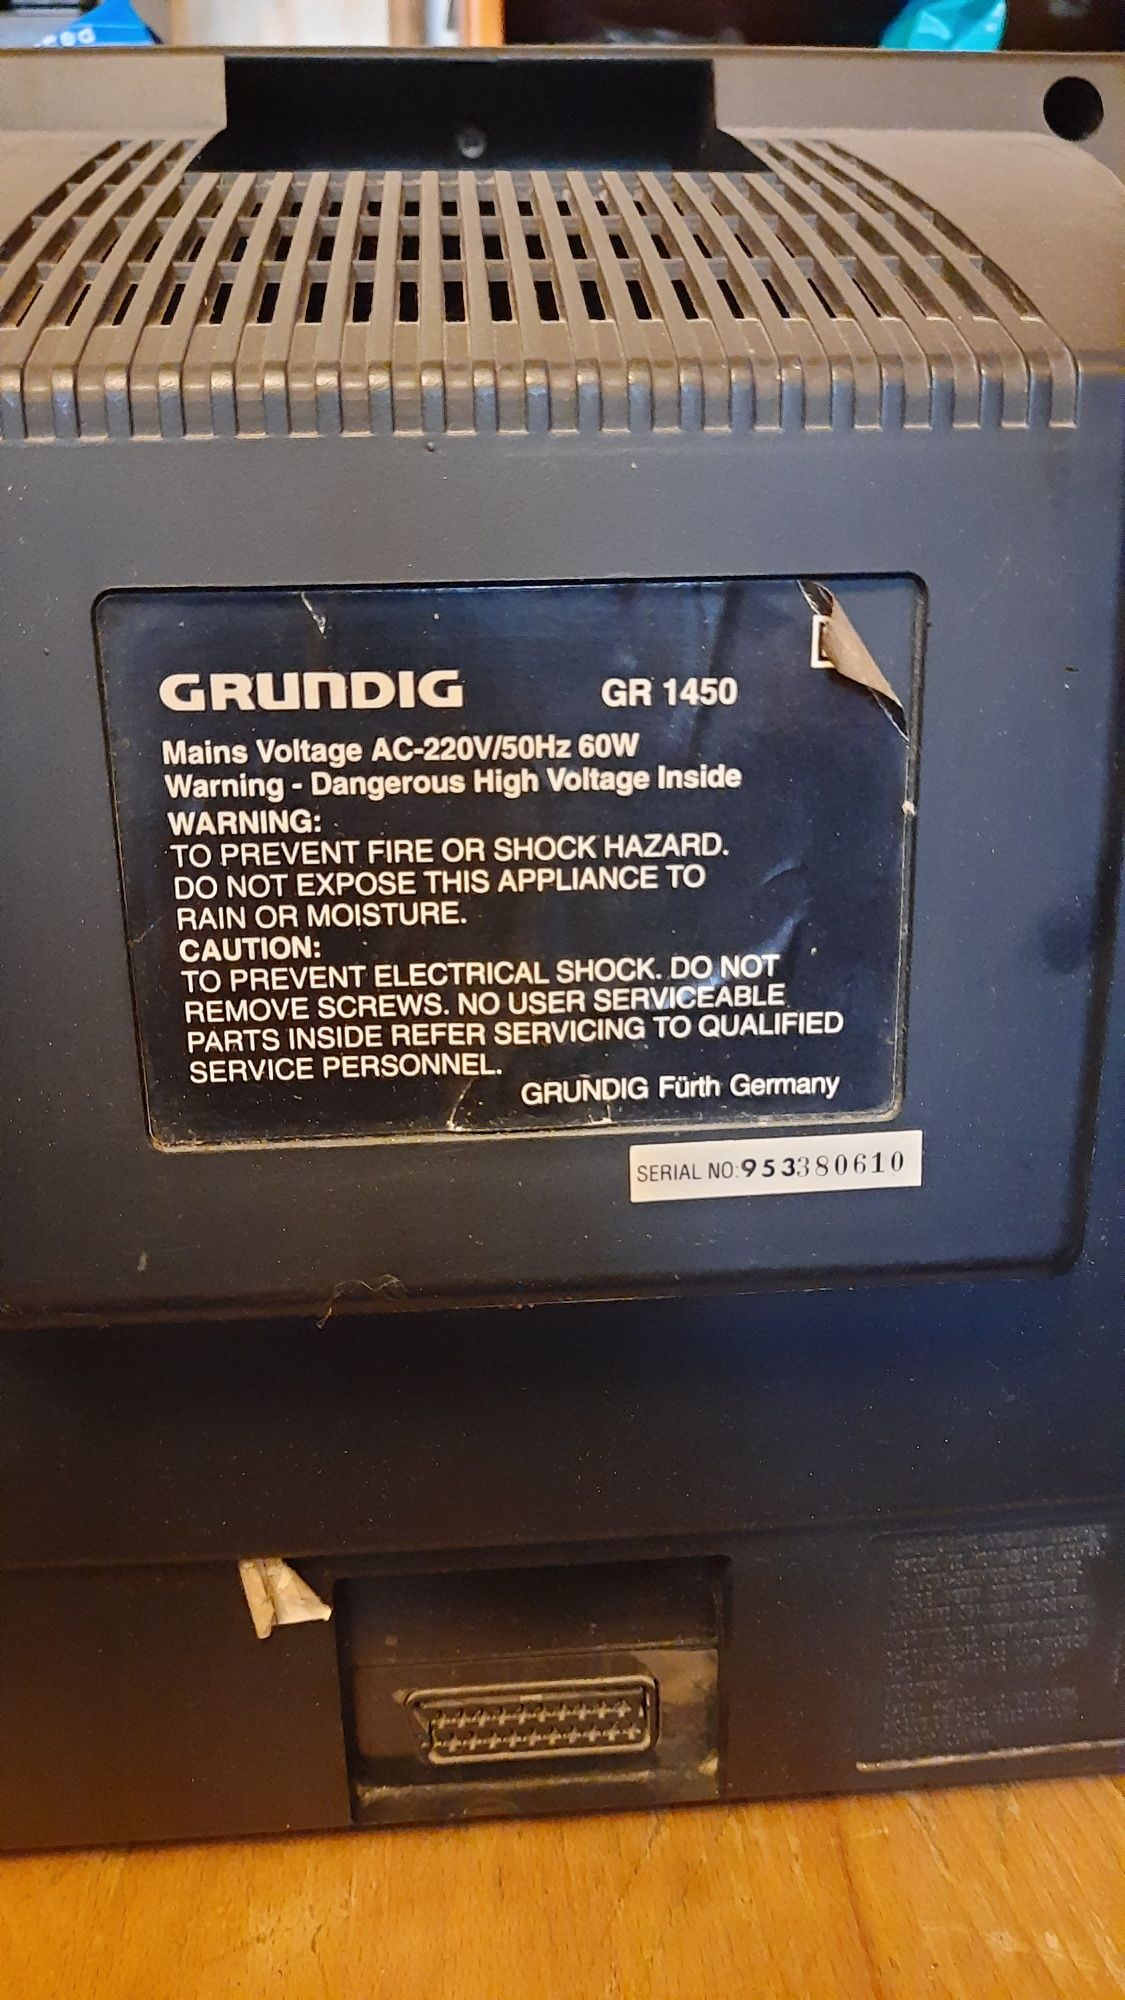 GRUNDIG GR 1450
Mains Voltage AC-220V/50Hz 60W
Warning - Dangerous High Voltage Inside
WARNING:
TO PREVENT FIRE OR SHOCK HAZARD.
DO NOT EXPOSE THIS APPLIANCE TO
RAIN OR MOISTURE.
CAUTION:
TO PREVENT ELECTRICAL SHOCK. DO NOT
REMOVE SCREWS. NO USER SERVICEABLE
PARTS INSIDE REFER SERVICING TO QUALIFIED
SERVICE PERSONNEL.
GRUNDIG Fürth Germany
SERIAL NO:953380610